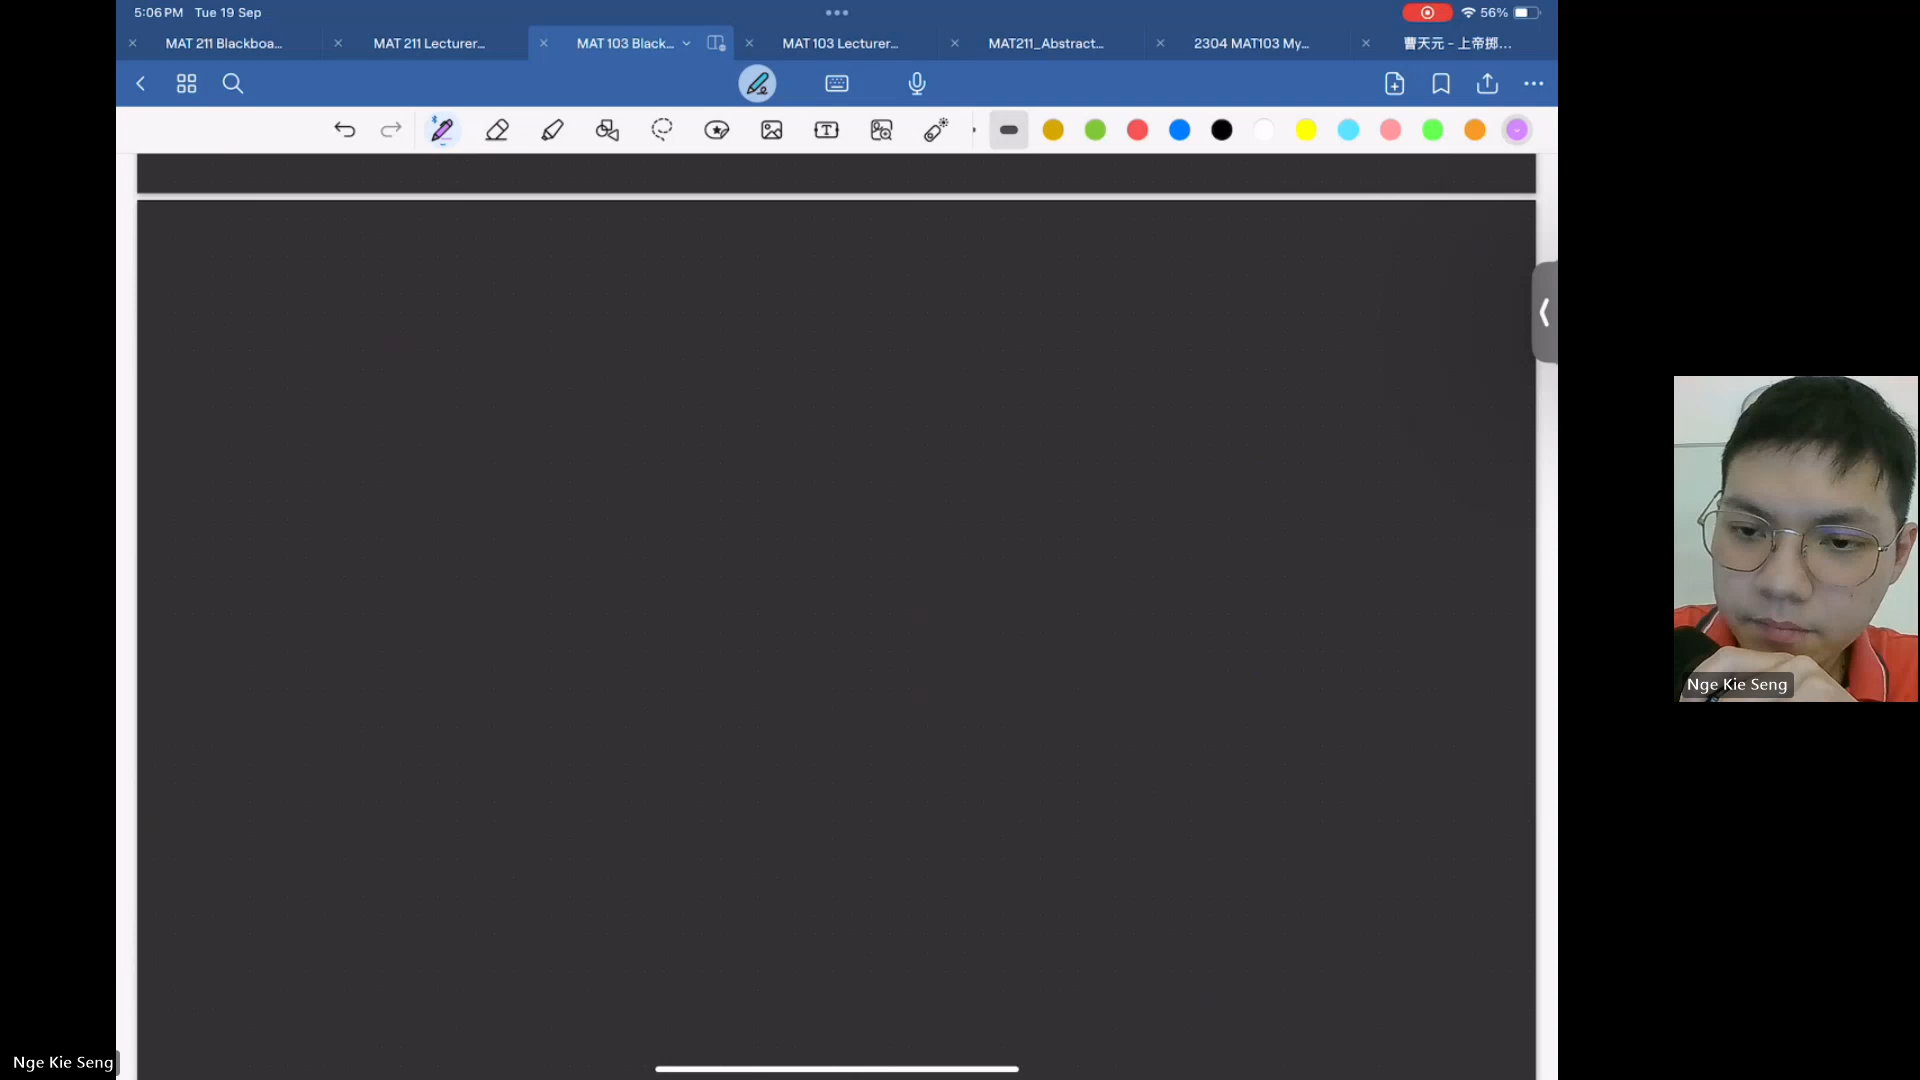 5:06 PM Tue 19 Sep
56%
MAT 211 Blackboa...
MAT 211 Lecturer...
MAT 103 Black...
MAT 103 Lecturer...
MAT211_Abstract...
2304 MAT103 My...
曹天元 - 上帝掷...
Nge Kie Seng
Nge Kie Seng